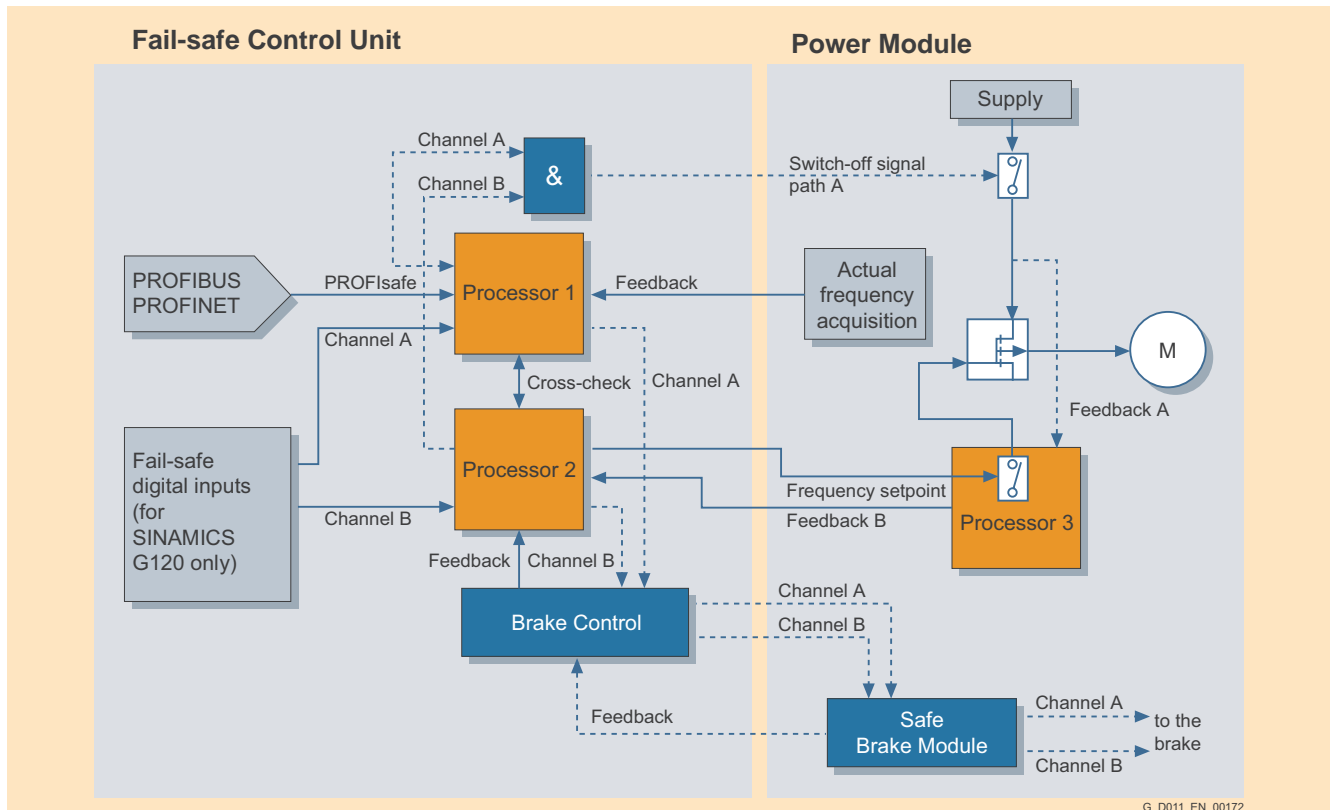 Fail-safe Control Unit
Power Module
Supply
Channel A
Channel B
&
Switch-off signal
path A
PROFIBUS
PROFINET
PROFIsafe
Processor 1
Feedback
Actual
frequency
acquisition
Channel A
M
Cross-check
Channel A
Feedback A
Fail-safe
digital inputs
(for
SINAMICS
G120 only)
Processor 2
Channel B
Frequency setpoint
Feedback B
Processor 3
Feedback
Channel B
Brake Control
Channel A
Channel B
Feedback
Safe
Brake Module
Channel A
to the
brake
Channel B
G_D011_EN_00172